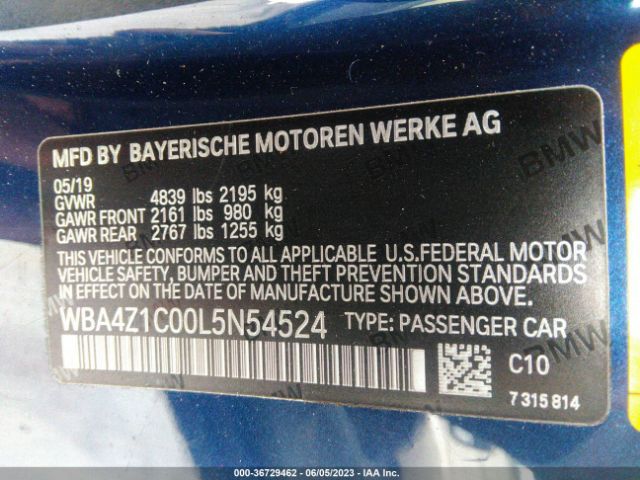 MFD BY BAYERISCHE MOTOREN WERKE AG
05/19
GVWR 4839 lbs 2195 kg
GAWR FRONT 2161 lbs 980 kg
GAWR REAR 2767 lbs 1255 kg
THIS VEHICLE CONFORMS TO ALL APPLICABLE U.S.FEDERAL MOTOR
VEHICLE SAFETY, BUMPER AND THEFT PREVENTION STANDARDS
IN EFFECT ON THE DATE OF MANUFACTURE SHOWN ABOVE.
WBA4Z1C00L5N54524 TYPE: PASSENGER CAR
C10
7 315 814
BMW
BMW
BMW
000-36729462 - 06/05/2023 - IAA Inc.